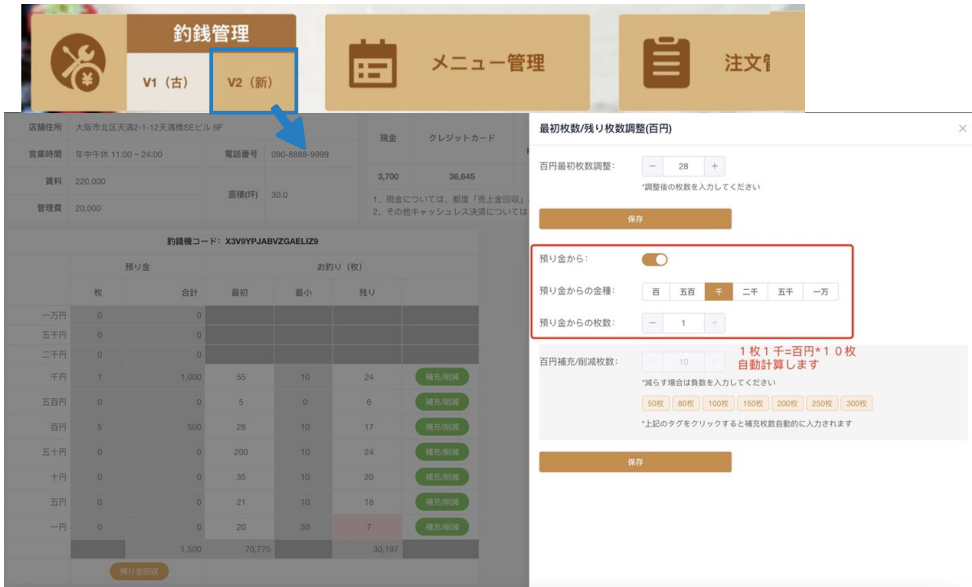 釣銭管理
V1（古）
V2（新）
メニュー管理
注文管
店舗住所 大阪市北区天満2-1-12天満橋SEビル 6F
営業時間 年中午休 11:00 ~ 24:00 電話番号 090-8888-9999
賃料 220,000
面積(坪) 30.0
管理費 20,000
現金 クレジットカード
3,700 36,645
1、現金については、都度「売上金回収」
2、その他キャッシュレス決済については
釣銭機コード: X3V9YPJABVZGAELIZ9
預り金 お釣り（枚）
枚 合計 最初 最小 残り
一万円 0 0
五千円 0 0
二千円 0 0
千円 1 1,000 55 10 24 補充/削減
五百円 0 0 5 0 6 補充/削減
百円 5 500 28 10 17 補充/削減
五十円 0 0 200 10 24 補充/削減
十円 0 0 35 10 20 補充/削減
五円 0 0 21 10 18 補充/削減
一円 0 0 20 30 7 補充/削減
1,500 70,775 30,197
預り金回収
最初枚数/残り枚数調整(百円)
百円最初枚数調整: − 28 +
*調整後の枚数を入力してください
保存
預り金から:
預り金からの金種: 百 五百 千 二千 五千 一万
預り金からの枚数: − 1 +
百円補充/削減枚数: − 10 +
１枚１千=百円*１０枚
自動計算します
*減らす場合は負数を入力してください
50枚 80枚 100枚 150枚 200枚 250枚 300枚
*上記のタグをクリックすると補充枚数自動的に入力されます
保存